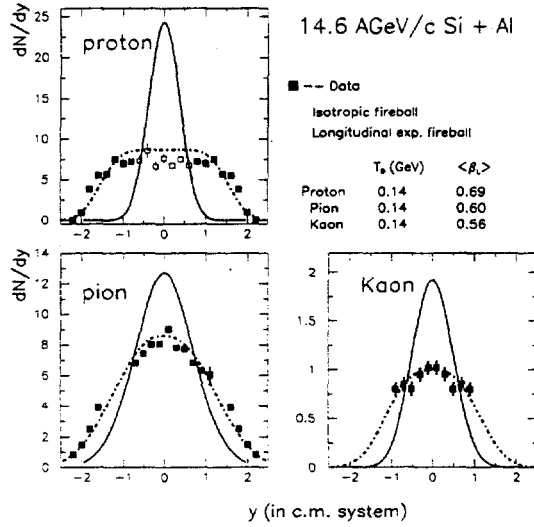 14.6 AGeV/c Si + Al
dN/dy
proton
25
20
15
10
5
0
−2 −1 0 1 2
■ -- Data
Isotropic fireball
Longitudinal exp. fireball
T₀ (GeV) <β_L>
Proton 0.14 0.69
Pion 0.14 0.60
Kaon 0.14 0.56
dN/dy
pion
14
12
10
8
6
4
2
0
−2 0 2
Kaon
2
1.5
1
0.5
0
−2 −1 0 1 2
y (in c.m. system)